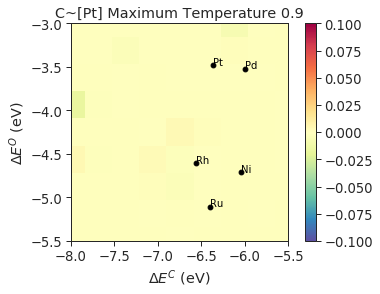 C~[Pt] Maximum Temperature 0.9
−3.0
−3.5
−4.0
−4.5
−5.0
−5.5
ΔE^O (eV)
Pt
Pd
Rh
Ni
Ru
−8.0 −7.5 −7.0 −6.5 −6.0 −5.5
ΔE^C (eV)
0.100
0.075
0.050
0.025
0.000
−0.025
−0.050
−0.075
−0.100